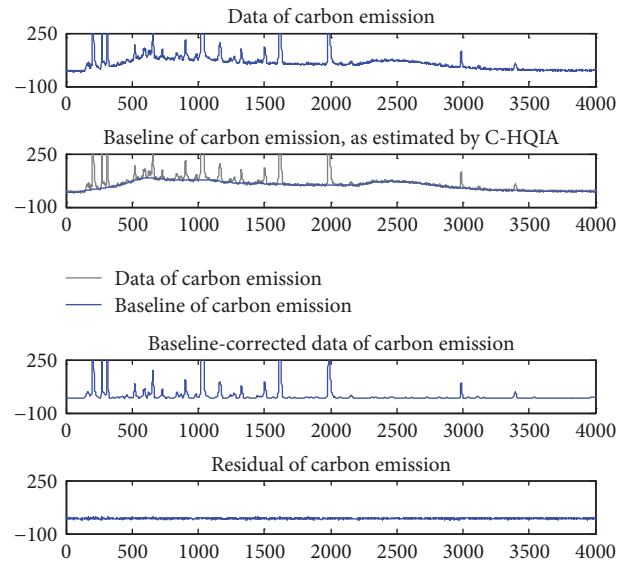 Data of carbon emission
250
−100
0 500 1000 1500 2000 2500 3000 3500 4000
Baseline of carbon emission, as estimated by C-HQIA
250
−100
0 500 1000 1500 2000 2500 3000 3500 4000
Data of carbon emission
Baseline of carbon emission
Baseline-corrected data of carbon emission
250
−100
0 500 1000 1500 2000 2500 3000 3500 4000
Residual of carbon emission
250
−100
0 500 1000 1500 2000 2500 3000 3500 4000